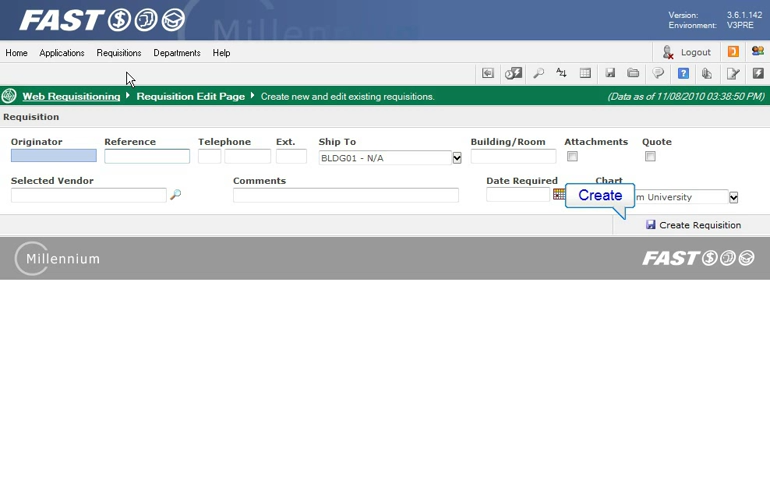 FAST
Millennium
Version: 3.6.1.142
Environment: V3PRE
Home Applications Requisitions Departments Help
Logout
Web Requisitioning Requisition Edit Page Create new and edit existing requisitions. (Data as of 11/08/2010 03:38:50 PM)
Requisition
Originator Reference Telephone Ext. Ship To Building/Room Attachments Quote
BLDG01 - N/A
Selected Vendor Comments Date Required Chart
Create
University
Create Requisition
Millennium
FAST